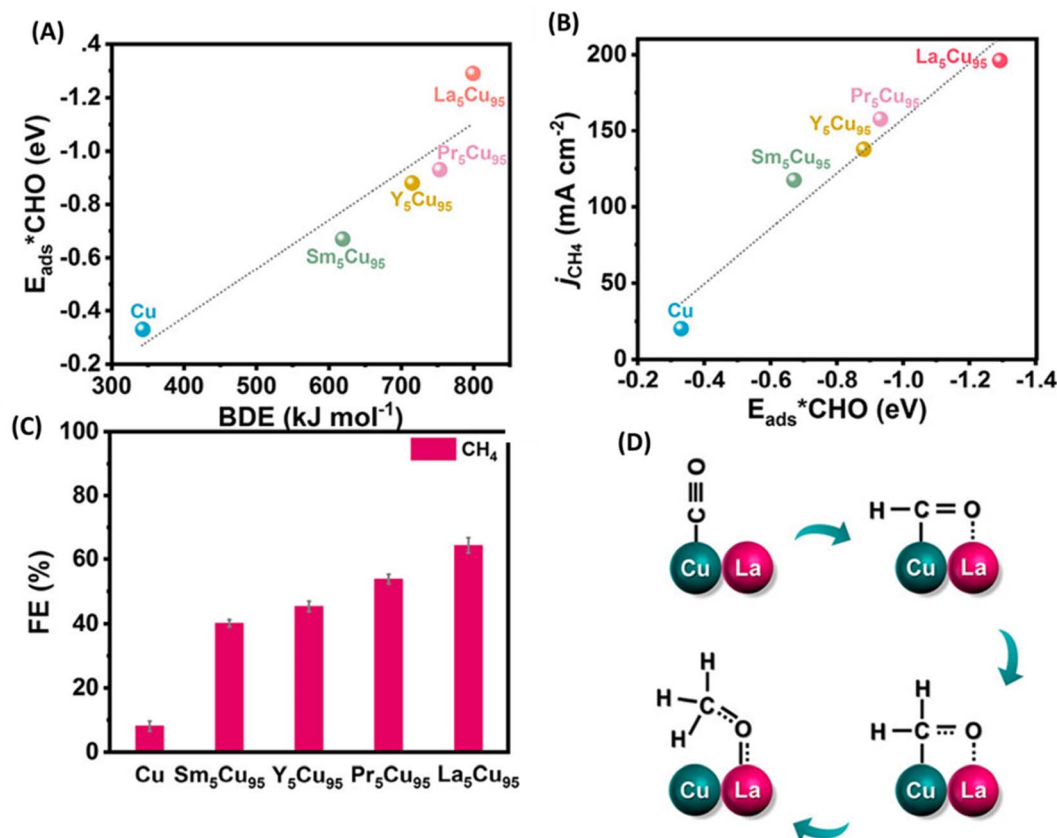 (A)
.4
-1.2
-1.0
-0.8
-0.6
-0.4
-0.2
E_ads*CHO (eV)
La₅Cu₉₅
Pr₅Cu₉₅
Y₅Cu₉₅
Sm₅Cu₉₅
Cu
300 400 500 600 700 800
BDE (kJ mol⁻¹)
(B)
200
150
100
50
0
j_CH4 (mA cm⁻²)
La₅Cu₉₅
Pr₅Cu₉₅
Y₅Cu₉₅
Sm₅Cu₉₅
Cu
-0.2 -0.4 -0.6 -0.8 -1.0 -1.2 -1.4
E_ads*CHO (eV)
(C)
100
80
60
40
20
0
FE (%)
CH₄
Cu Sm₅Cu₉₅ Y₅Cu₉₅ Pr₅Cu₉₅ La₅Cu₉₅
(D)
O
C
Cu La
H C O
Cu La
H
H C O
Cu La
H
H C
H O
Cu La